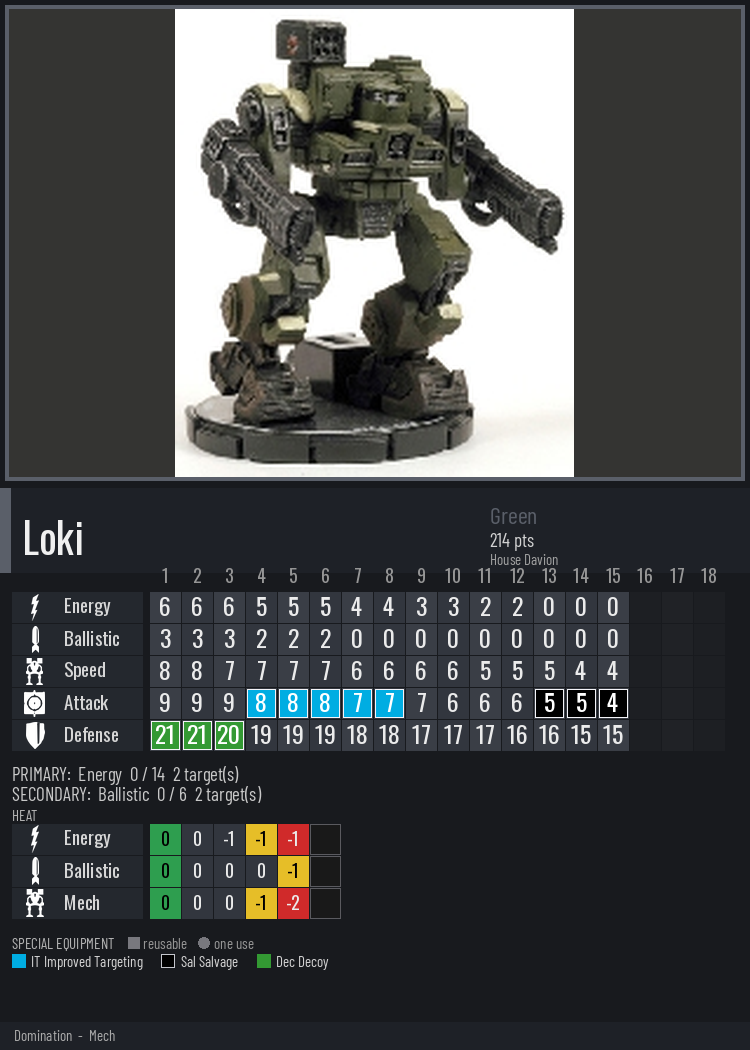 Loki
Green
214 pts
House Davion
1 2 3 4 5 6 7 8 9 10 11 12 13 14 15 16 17 18
Energy 6 6 6 5 5 5 4 4 3 3 2 2 0 0 0
Ballistic 3 3 3 2 2 2 0 0 0 0 0 0 0 0 0
Speed 8 8 7 7 7 7 6 6 6 6 5 5 5 4 4
Attack 9 9 9 8 8 8 7 7 7 6 6 6 5 5 4
Defense 21 21 20 19 19 19 18 18 17 17 17 16 16 15 15
PRIMARY: Energy 0 / 14 2 target(s)
SECONDARY: Ballistic 0 / 6 2 target(s)
HEAT
Energy 0 0 -1 -1 -1
Ballistic 0 0 0 0 -1
Mech 0 0 0 -1 -2
SPECIAL EQUIPMENT reusable one use
IT Improved Targeting Sal Salvage Dec Decoy
Domination - Mech